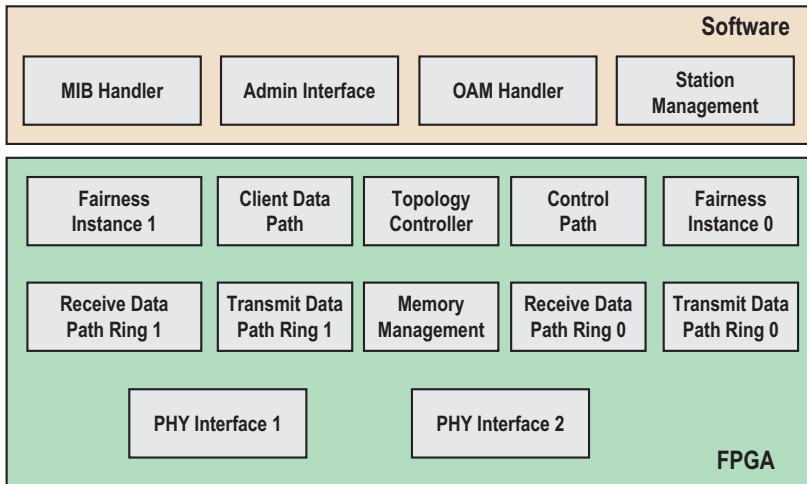 Software
MIB Handler
Admin Interface
OAM Handler
Station
Management
Fairness
Instance 1
Client Data
Path
Topology
Controller
Control
Path
Fairness
Instance 0
Receive Data
Path Ring 1
Transmit Data
Path Ring 1
Memory
Management
Receive Data
Path Ring 0
Transmit Data
Path Ring 0
PHY Interface 1
PHY Interface 2
FPGA